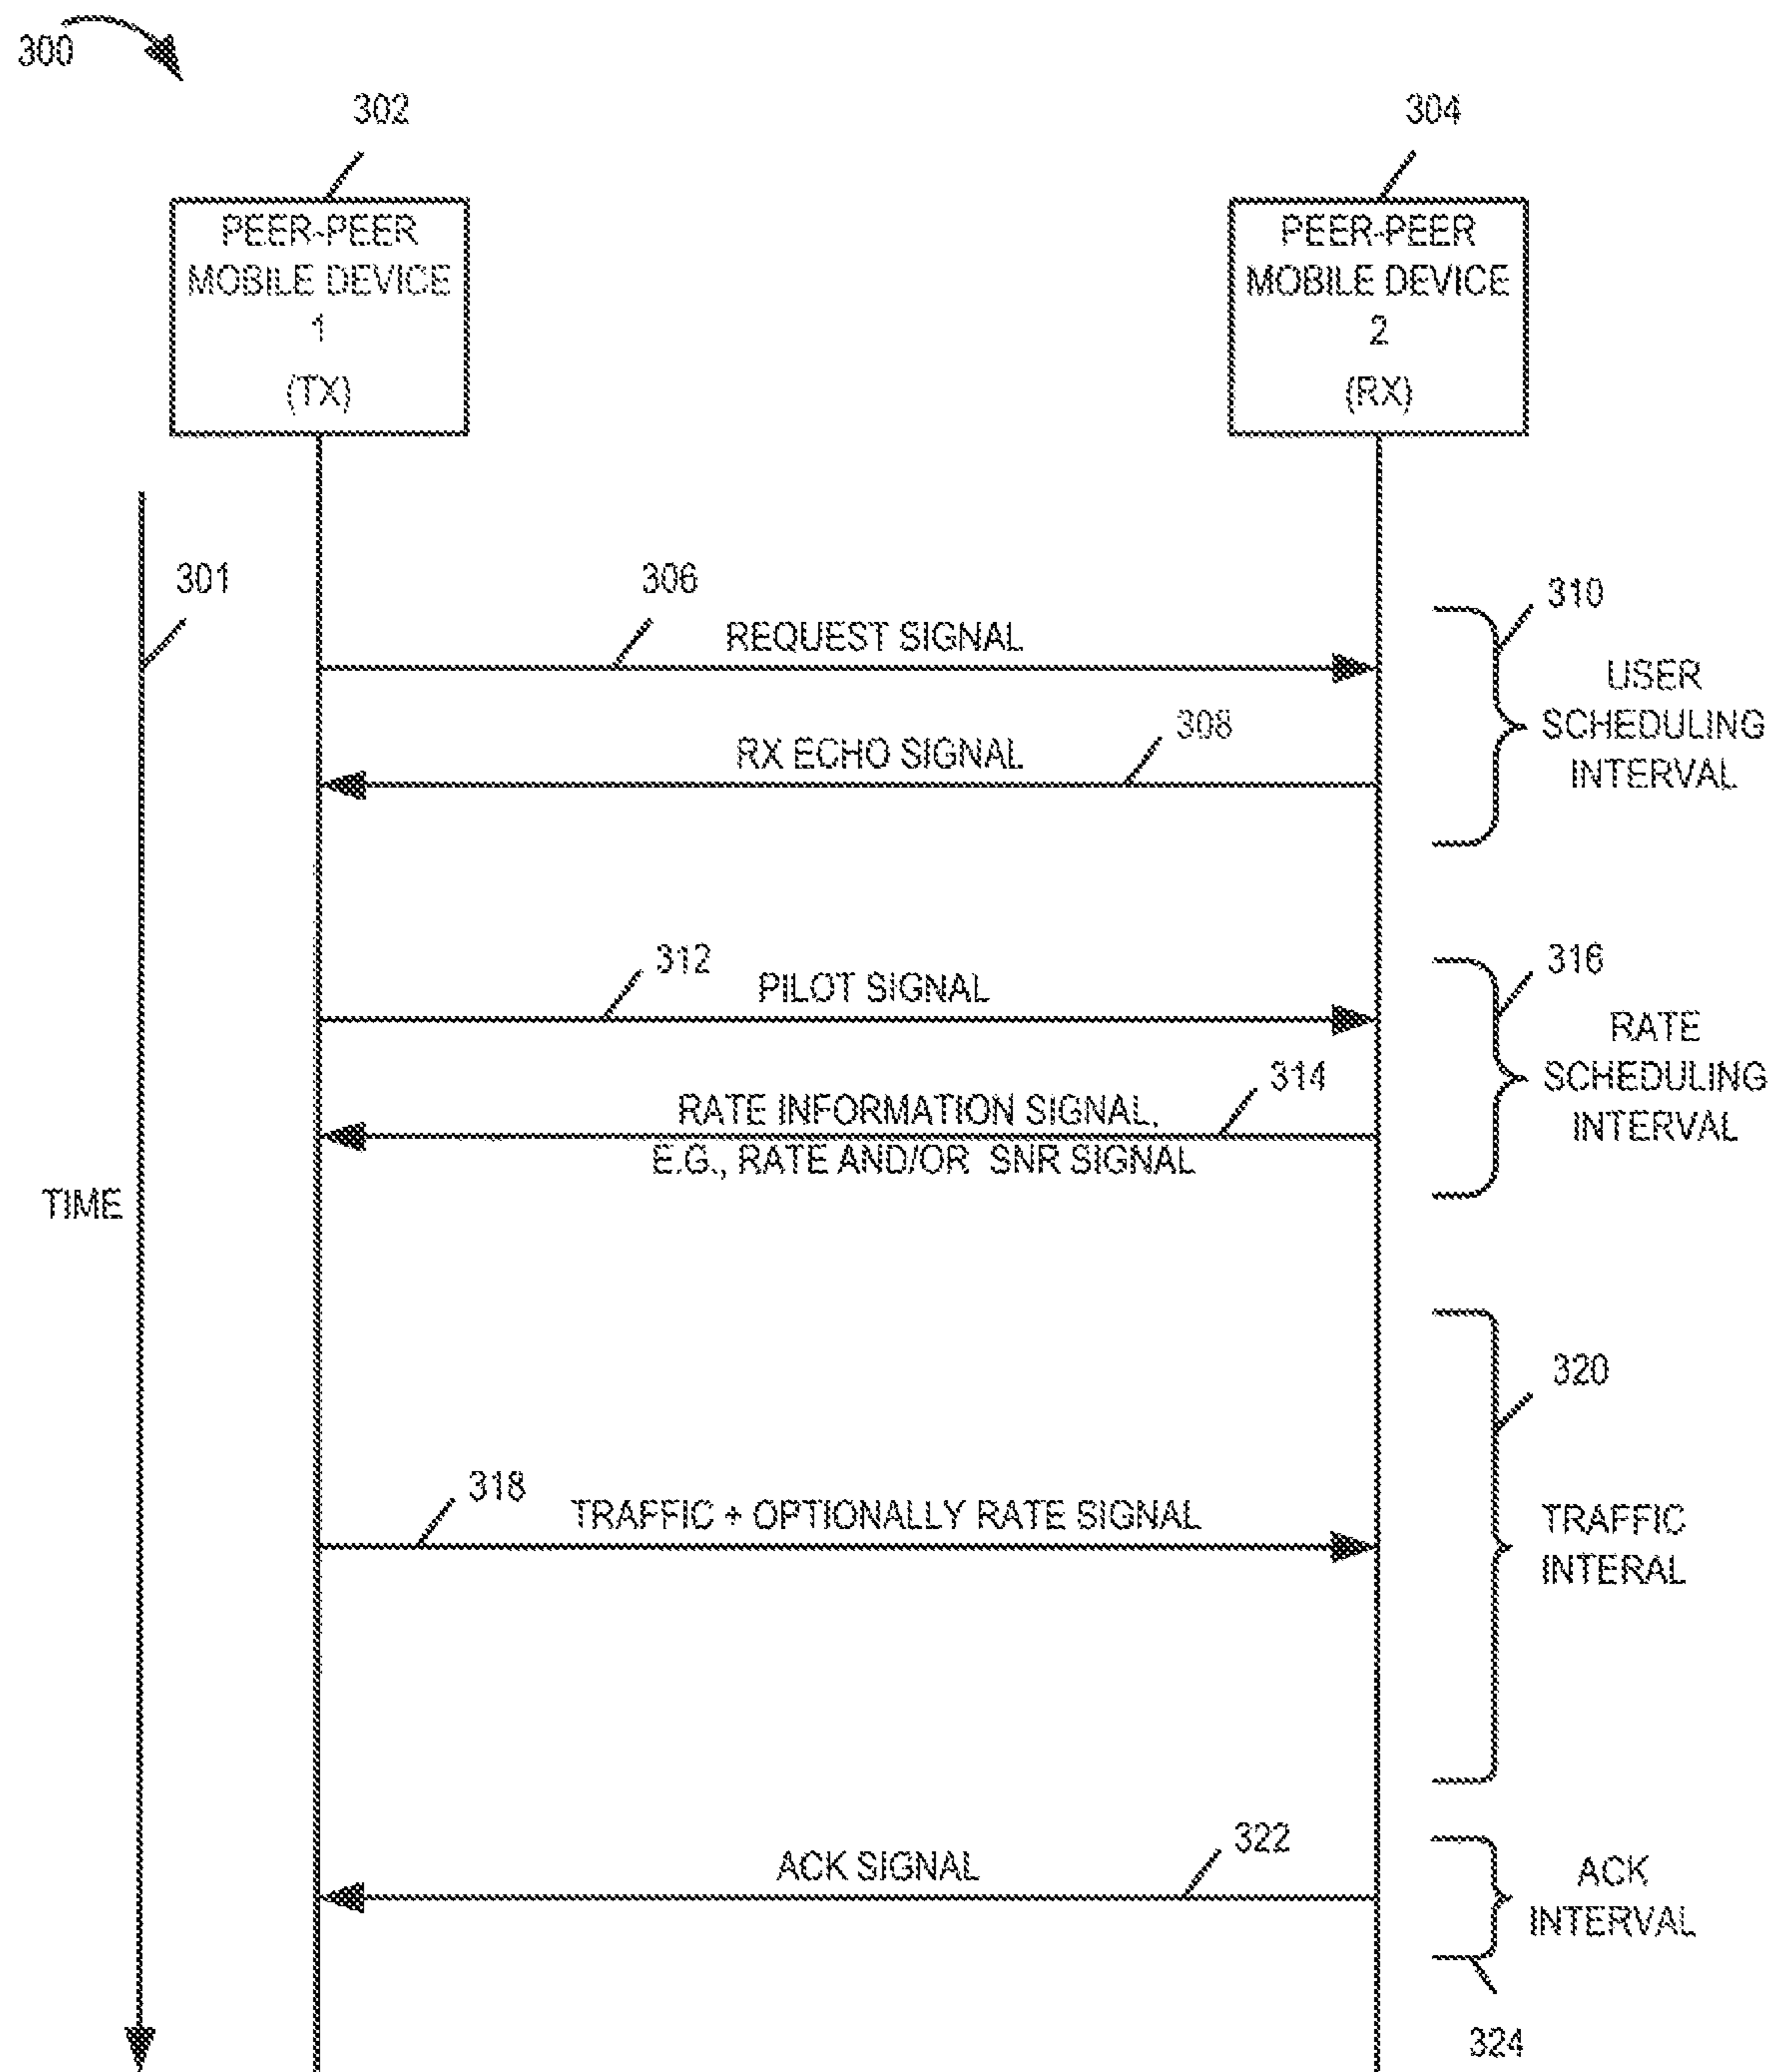 300
302
304
PEER-PEER
MOBILE DEVICE
1
(TX)
PEER-PEER
MOBILE DEVICE
2
(RX)
301
306
REQUEST SIGNAL
310
USER
SCHEDULING
INTERVAL
308
RX ECHO SIGNAL
312
PILOT SIGNAL
316
RATE
SCHEDULING
INTERVAL
314
RATE INFORMATION SIGNAL,
E.G., RATE AND/OR SNR SIGNAL
TIME
320
318
TRAFFIC + OPTIONALLY RATE SIGNAL
TRAFFIC
INTERAL
322
ACK SIGNAL
ACK
INTERVAL
324